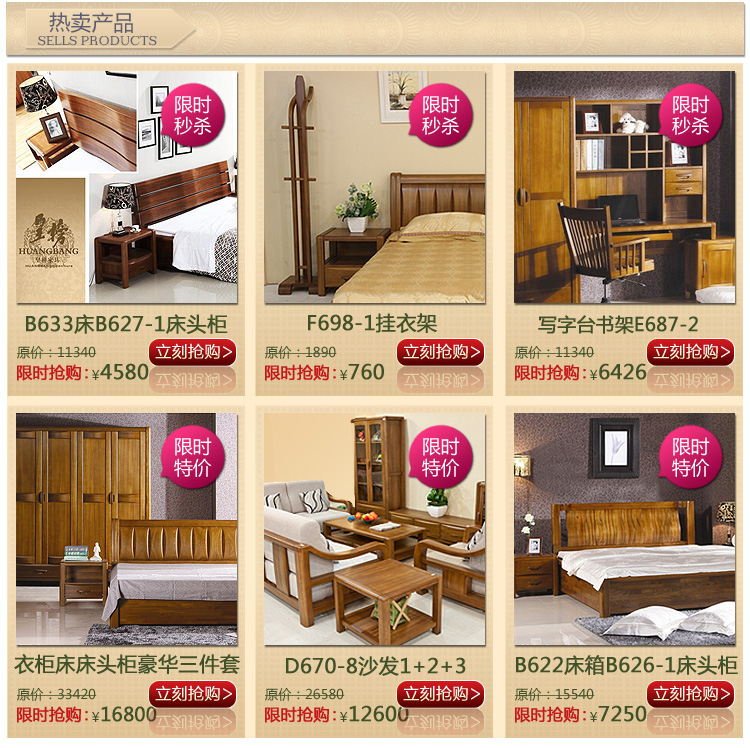 热卖产品
SELLS PRODUCTS
限时
秒杀
HUANGBANG
B633床B627-1床头柜
原价：11340
立刻抢购>
限时抢购：¥4580
限时
秒杀
F698-1挂衣架
原价：1890
立刻抢购>
限时抢购：¥760
限时
秒杀
写字台书架E687-2
原价：11340
立刻抢购>
限时抢购：¥6426
限时
特价
衣柜床床头柜豪华三件套
原价：33420
立刻抢购>
限时抢购：¥16800
限时
特价
D670-8沙发1+2+3
原价：26580
立刻抢购>
限时抢购：¥12600
限时
特价
B622床箱B626-1床头柜
原价：15540
立刻抢购>
限时抢购：¥7250